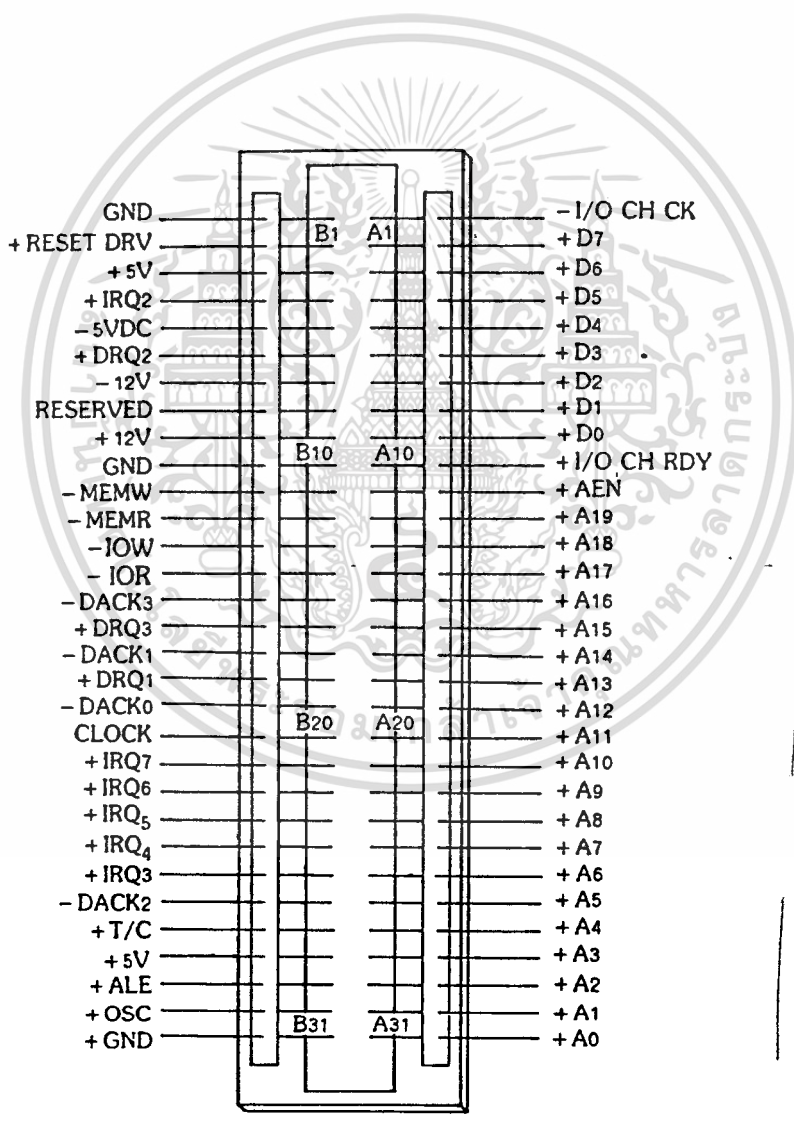 GND - I/O CH CK
B1 A1
+ RESET DRV + D7
+ 5V + D6
+ IRQ2 + D5
- 5VDC + D4
+ DRQ2 + D3
- 12V + D2
RESERVED + D1
+ 12V + D0
B10 A10
GND + I/O CH RDY
- MEMW + AEN
- MEMR + A19
- IOW + A18
- IOR + A17
- DACK3 + A16
+ DRQ3 + A15
- DACK1 + A14
+ DRQ1 + A13
- DACK0 + A12
B20 A20
CLOCK + A11
+ IRQ7 + A10
+ IRQ6 + A9
+ IRQ5 + A8
+ IRQ4 + A7
+ IRQ3 + A6
- DACK2 + A5
+ T/C + A4
+ 5V + A3
+ ALE + A2
+ OSC + A1
B31 A31
+ GND + A0